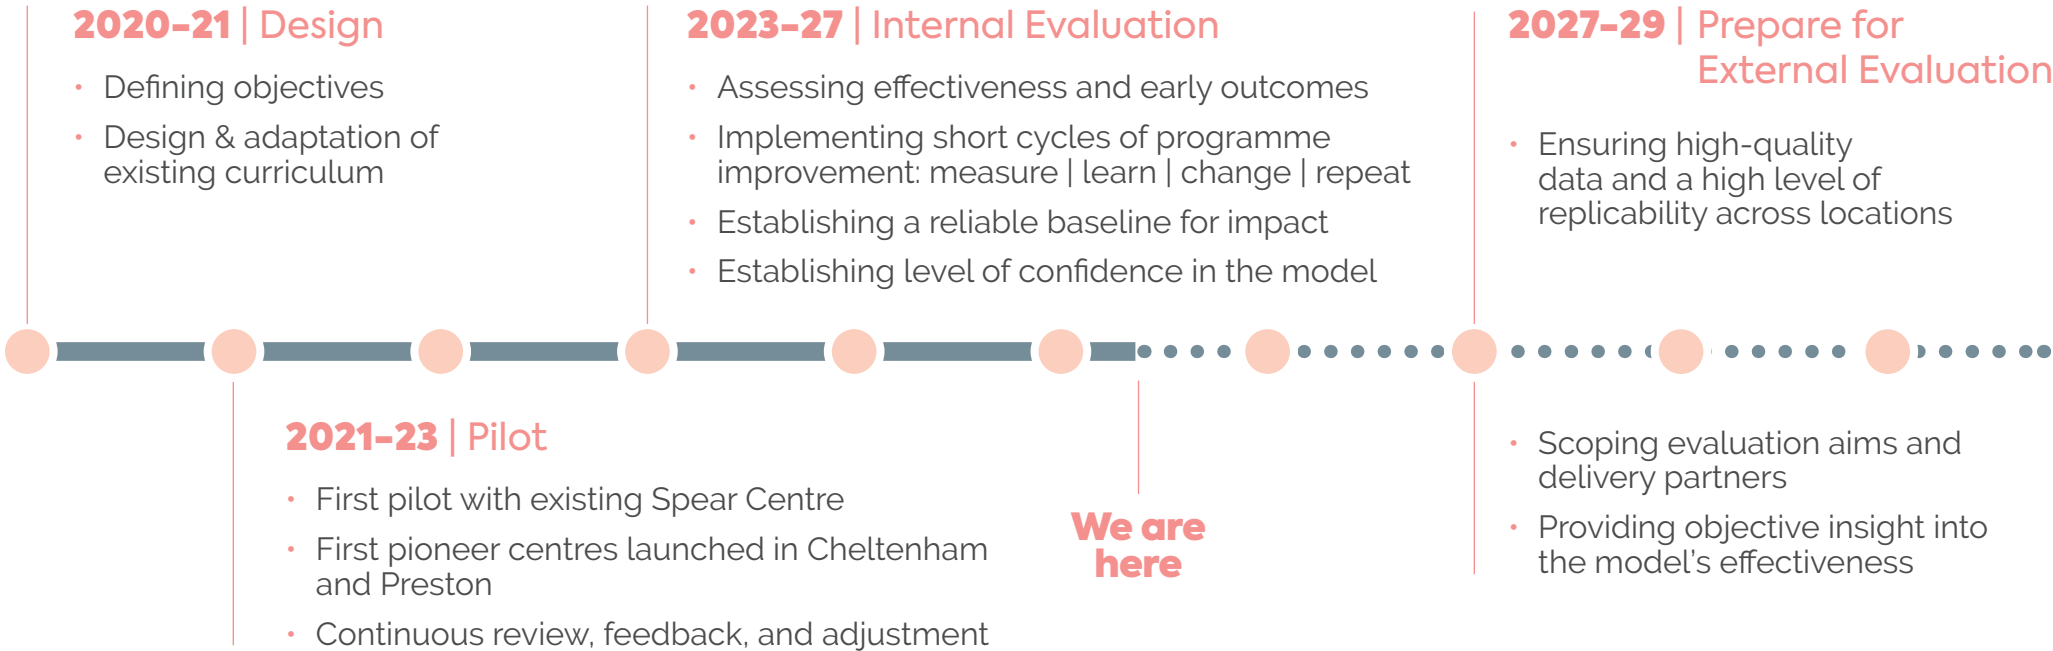 2020-21 | Design
• Defining objectives
• Design & adaptation of
existing curriculum
2023-27 | Internal Evaluation
• Assessing effectiveness and early outcomes
• Implementing short cycles of programme
improvement: measure | learn | change | repeat
• Establishing a reliable baseline for impact
• Establishing level of confidence in the model
2027-29 | Prepare for
External Evaluation
• Ensuring high-quality
data and a high level of
replicability across locations
2021-23 | Pilot
• First pilot with existing Spear Centre
• First pioneer centres launched in Cheltenham
and Preston
• Continuous review, feedback, and adjustment
We are
here
• Scoping evaluation aims and
delivery partners
• Providing objective insight into
the model’s effectiveness